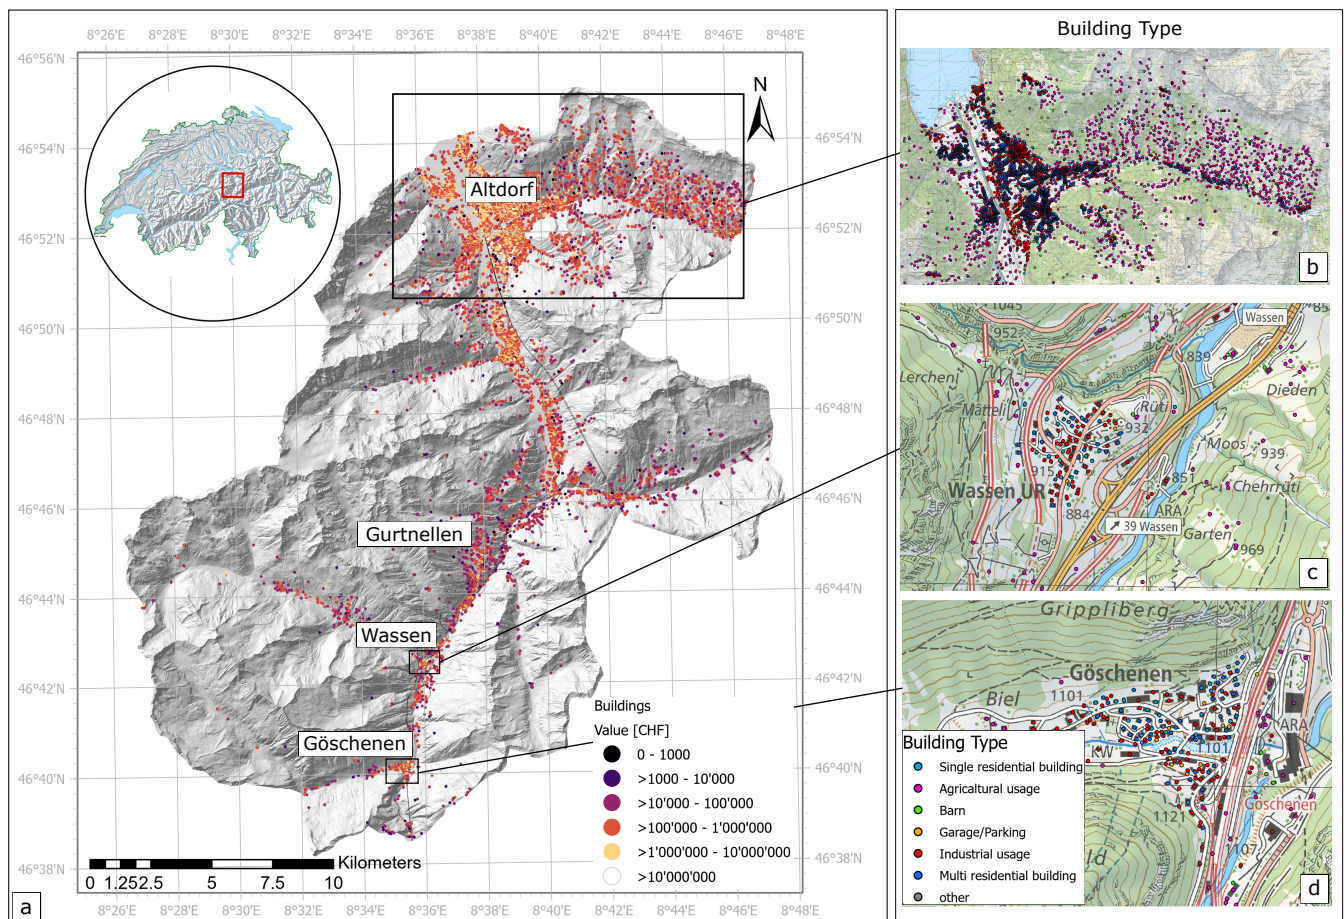 8°26'E 8°28'E 8°30'E 8°32'E 8°34'E 8°36'E 8°38'E 8°40'E 8°42'E 8°44'E 8°46'E 8°48'E
46°56'N
46°54'N
46°52'N
46°50'N
46°48'N
46°46'N
46°44'N
46°42'N
46°40'N
46°38'N
N
46°54'N
46°52'N
46°50'N
46°48'N
46°46'N
46°44'N
46°42'N
46°40'N
46°38'N
Altdorf
Gurtnellen
Wassen
Göschenen
Buildings
Value [CHF]
0 - 1000
>1000 - 10'000
>10'000 - 100'000
>100'000 - 1'000'000
>1'000'000 - 10'000'000
>10'000'000
Kilometers
0 1.25 2.5 5 7.5 10
8°26'E 8°28'E 8°30'E 8°32'E 8°34'E 8°36'E 8°38'E 8°40'E 8°42'E 8°44'E 8°46'E 8°48'E
a
Building Type
b
1045
952
Wassen
839
Lerchen
Mätteli
Rüti
Dieden
932
Moos
915
939
Wassen UR
851
Chehrrüti
884
ARA
39 Wassen
Garten
969
c
Grippliberg
Göschenen
Biel
1101
ARA
KW
1101
Göschenen
1121
Building Type
Single residential building
Agricltural usage
Barn
Garage/Parking
Industrial usage
Multi residential building
other
d